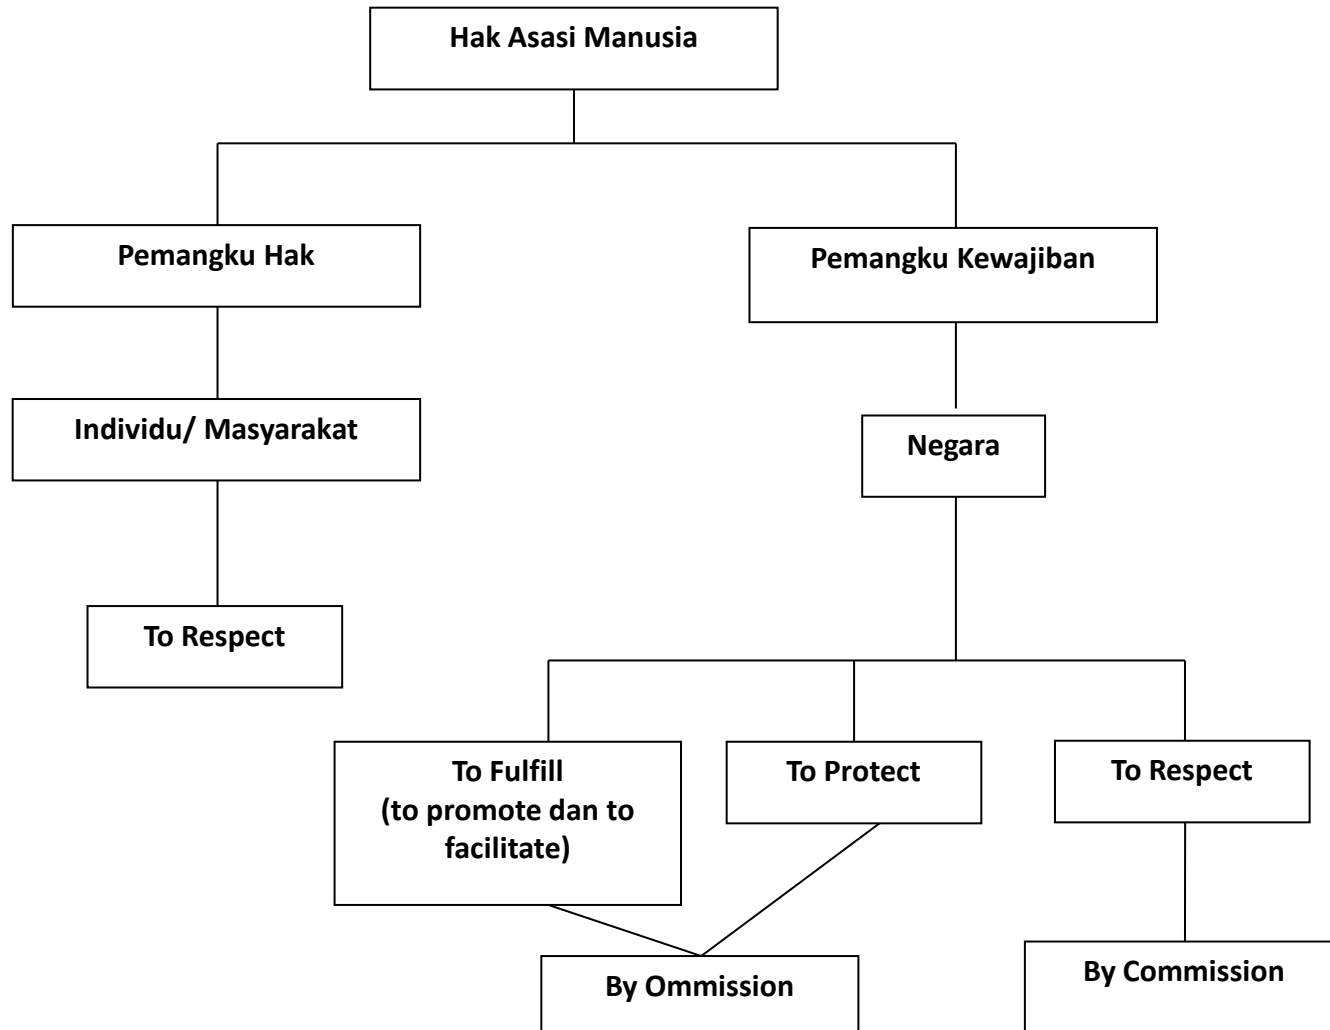 Hak Asasi Manusia
Pemangku Hak
Pemangku Kewajiban
Individu/ Masyarakat
Negara
To Respect
To Fulfill
(to promote dan to
facilitate)
To Protect
To Respect
By Ommission
By Commission